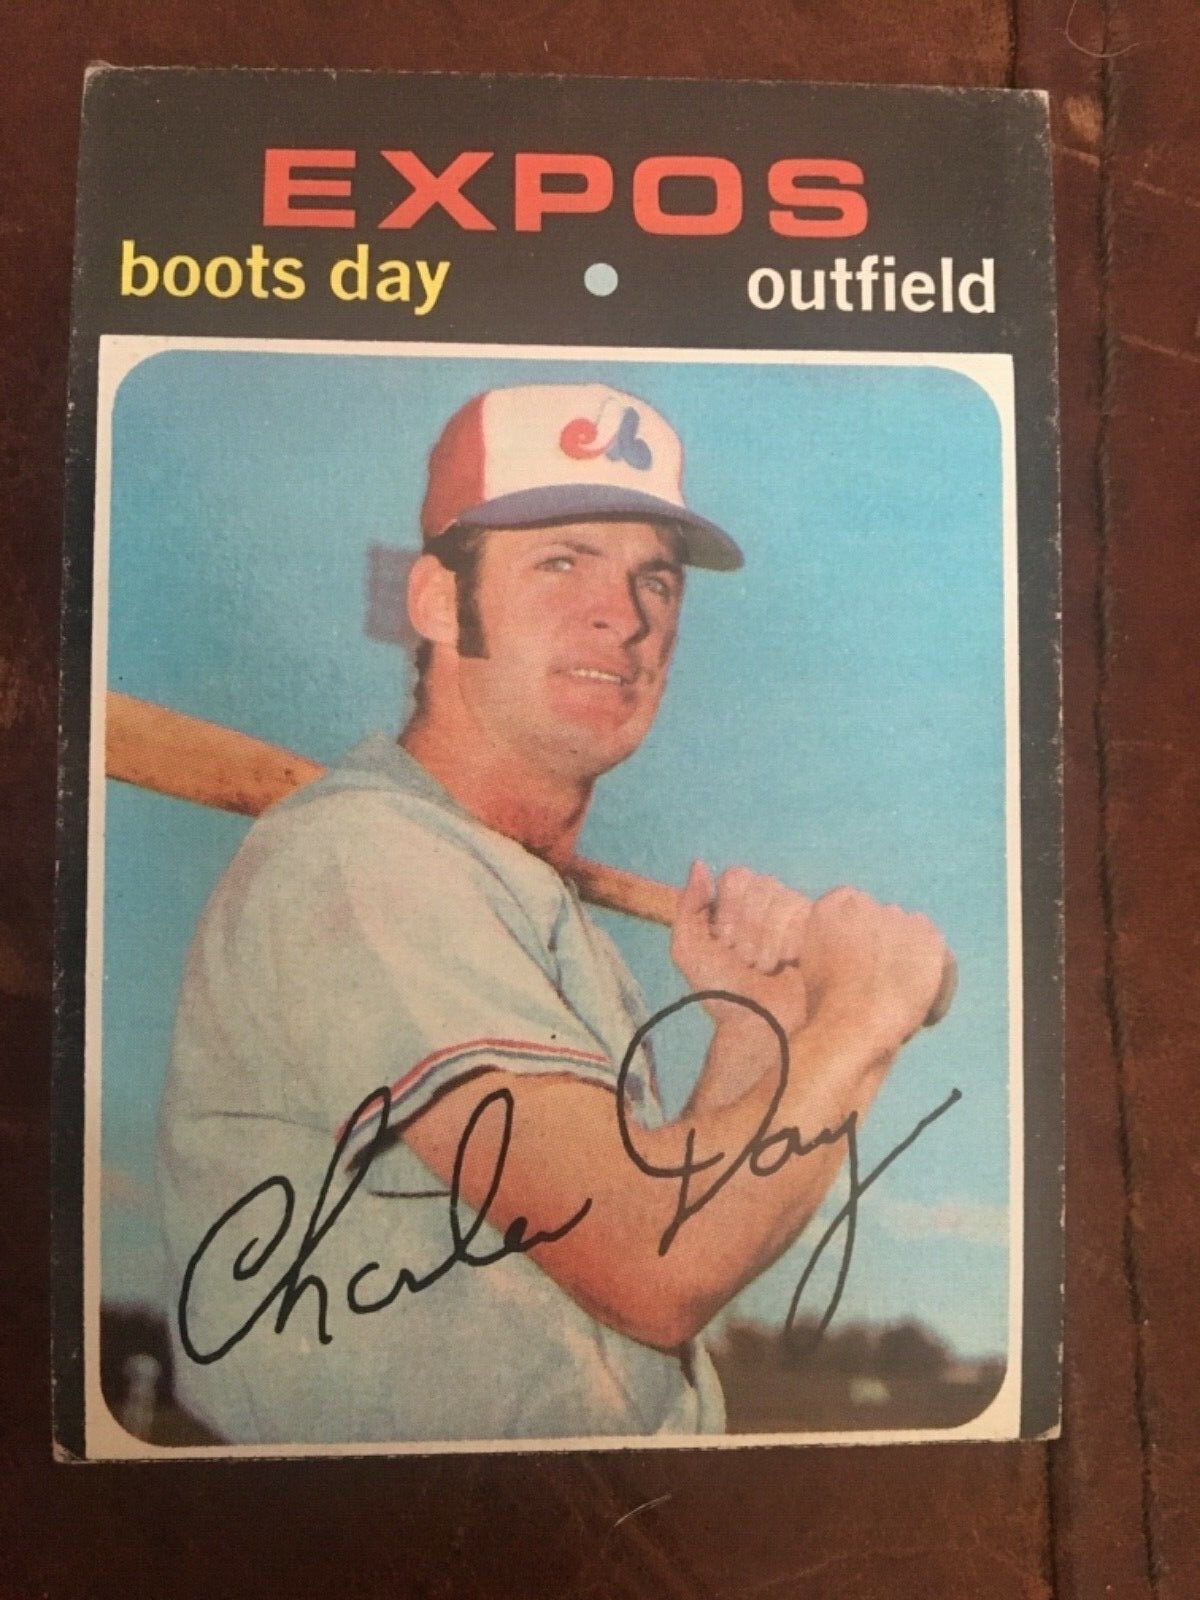 EXPOS
boots day • outfield
Charles Day